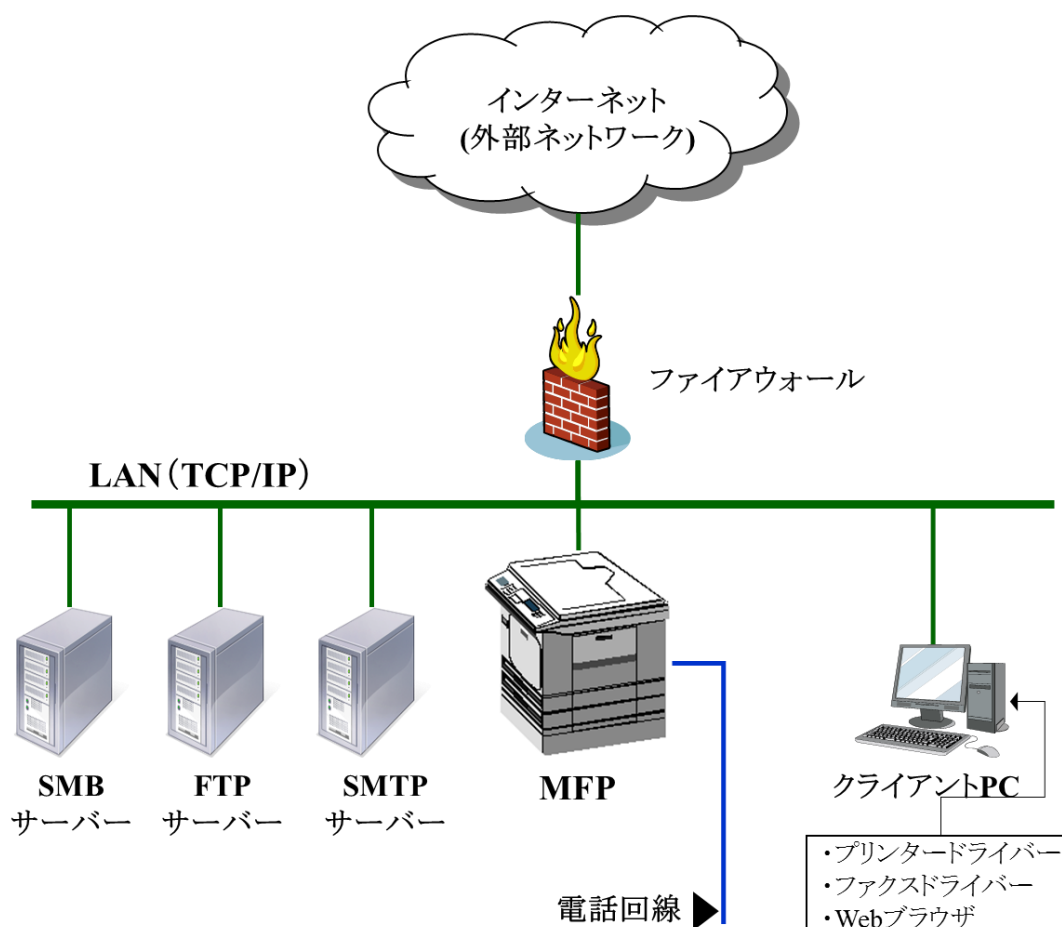 インターネット
(外部ネットワーク)
ファイアウォール
LAN（TCP/IP）
SMB
サーバー
FTP
サーバー
SMTP
サーバー
MFP
クライアントPC
・プリンタードライバー
・ファクスドライバー
・Webブラウザ
電話回線